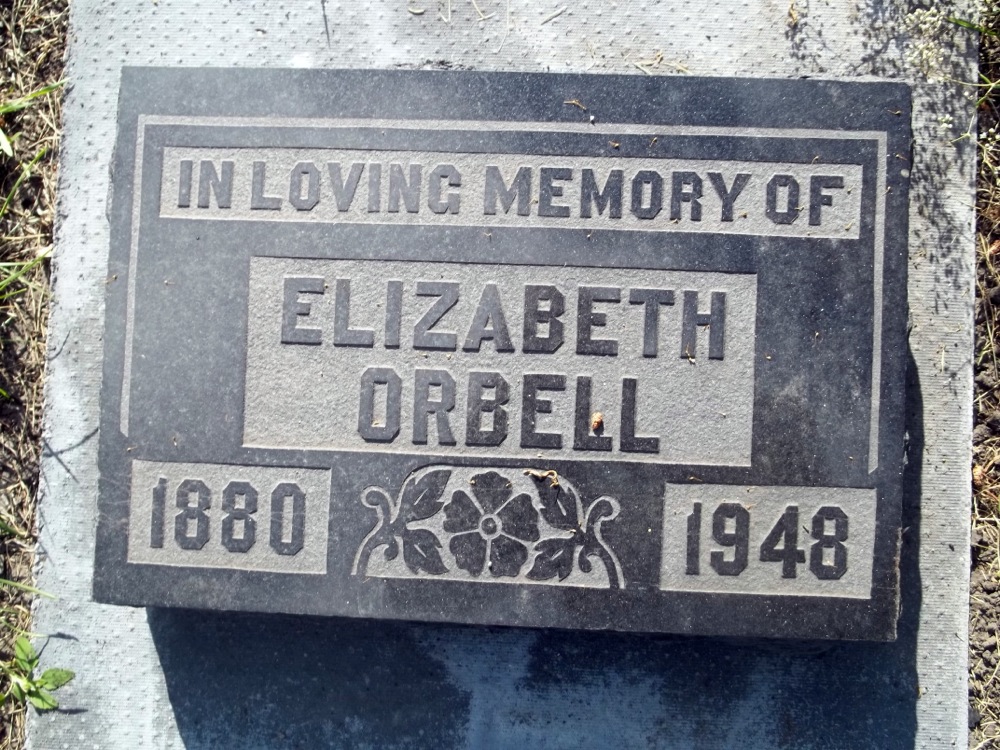 IN LOVING MEMORY OF
ELIZABETH
ORBELL
1880 1948